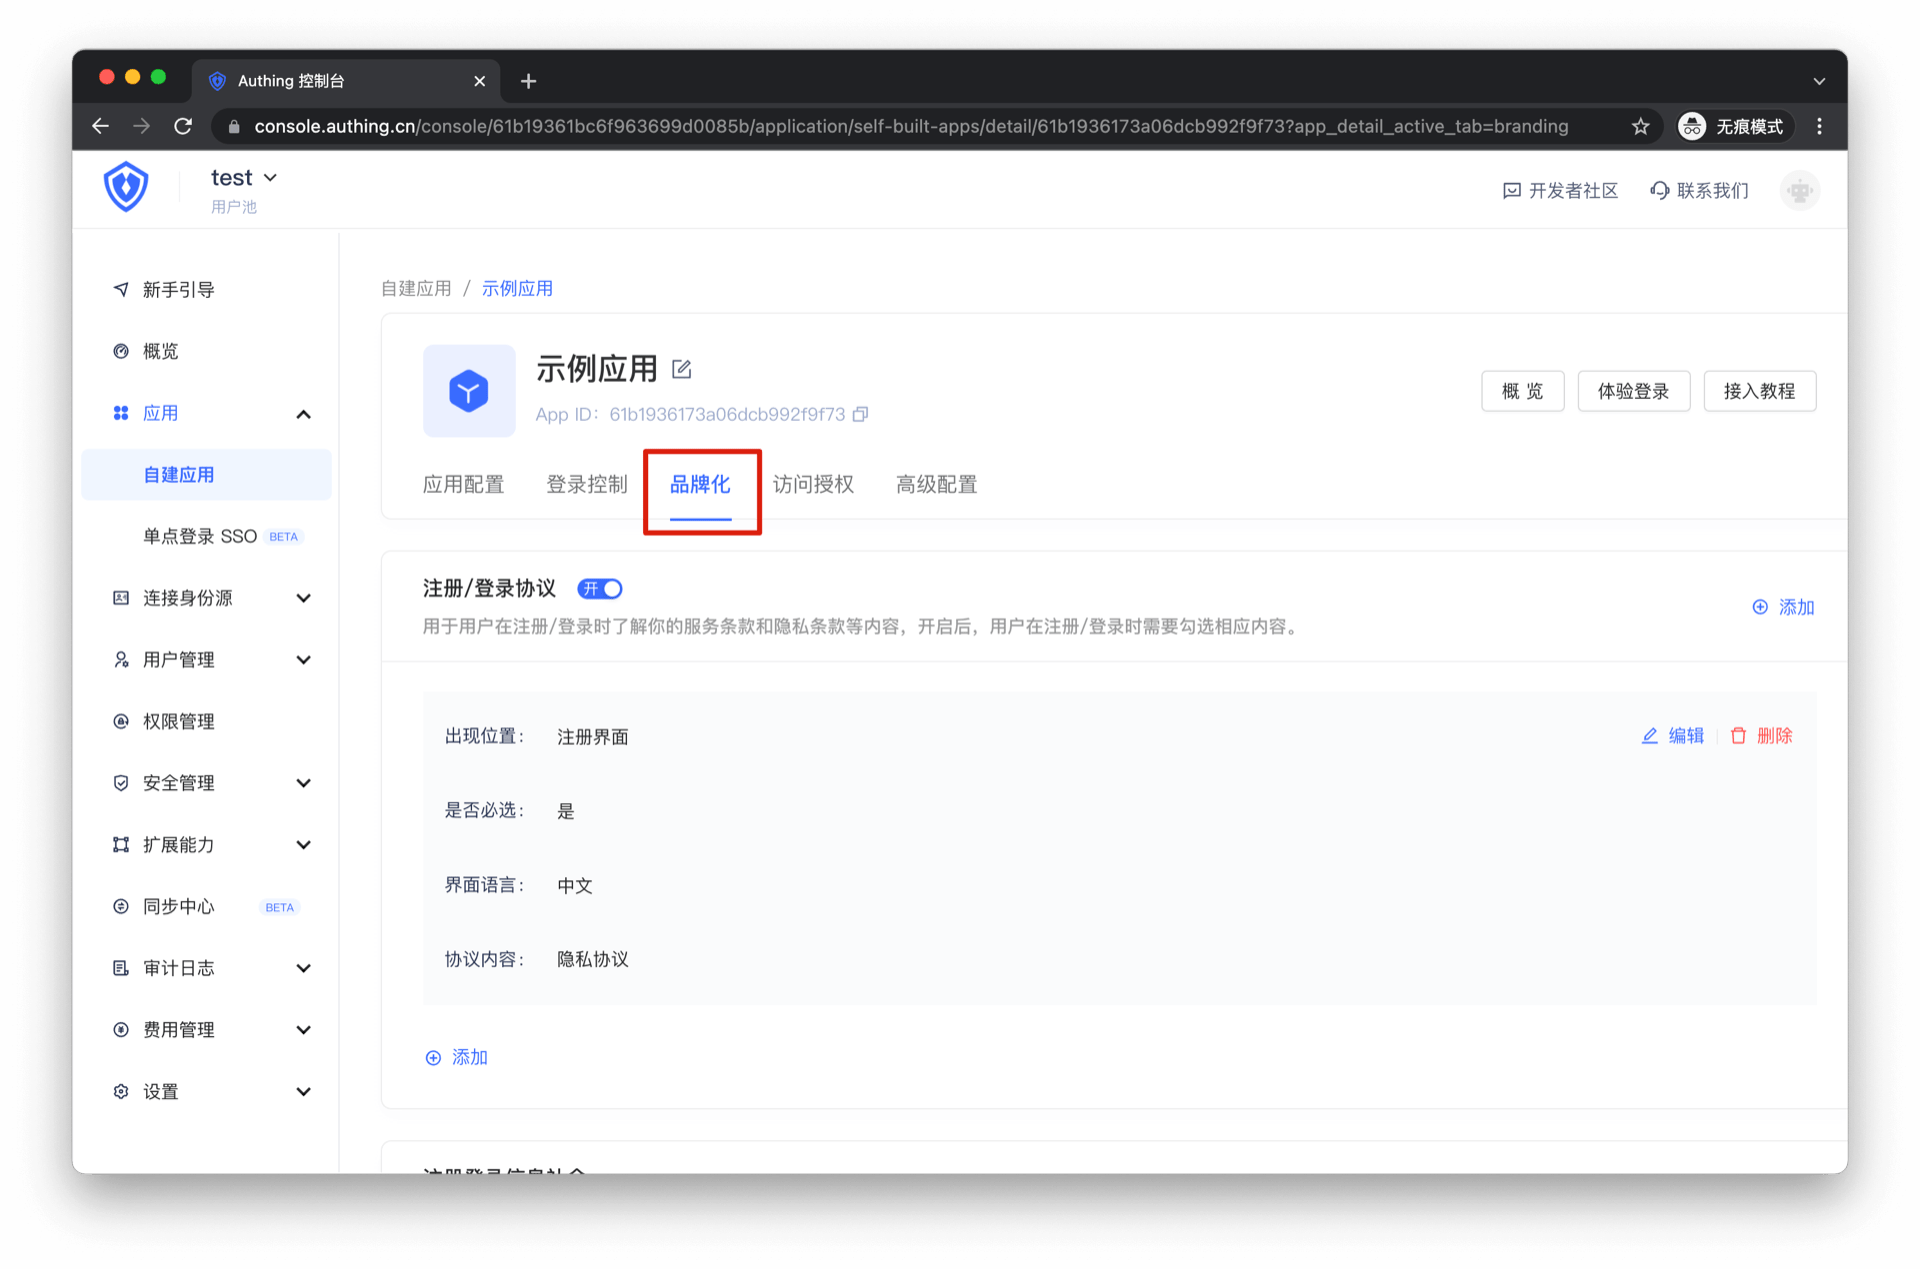 Authing 控制台
console.authing.cn/console/61b19361bc6f963699d0085b/application/self-built-apps/detail/61b1936173a06dcb992f9f73?app_detail_active_tab=branding
无痕模式
test
用户池
开发者社区
联系我们
新手引导
概览
应用
自建应用
单点登录 SSO BETA
连接身份源
用户管理
权限管理
安全管理
扩展能力
同步中心 BETA
审计日志
费用管理
设置
自建应用 / 示例应用
示例应用
App ID: 61b1936173a06dcb992f9f73
概 览
体验登录
接入教程
应用配置
登录控制
品牌化
访问授权
高级配置
注册/登录协议 开
用于用户在注册/登录时了解你的服务条款和隐私条款等内容，开启后，用户在注册/登录时需要勾选相应内容。
添加
出现位置： 注册界面
编辑
删除
是否必选： 是
界面语言： 中文
协议内容： 隐私协议
添加